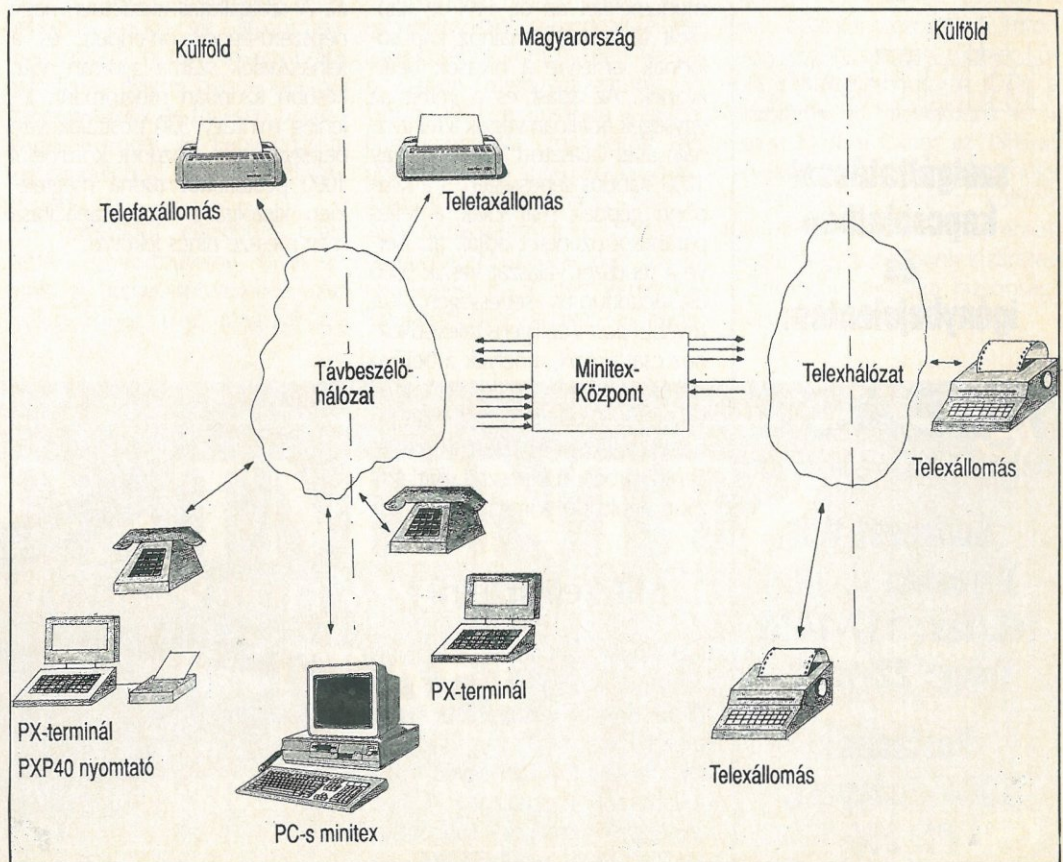 Külföld
Magyarország
Külföld
Telefaxállomás
Telefaxállomás
Távbeszélő-
hálózat
Minitex-
Központ
Telexhálózat
Telexállomás
PX-terminál
PX-terminál
PXP40 nyomtató
PC-s minitex
Telexállomás